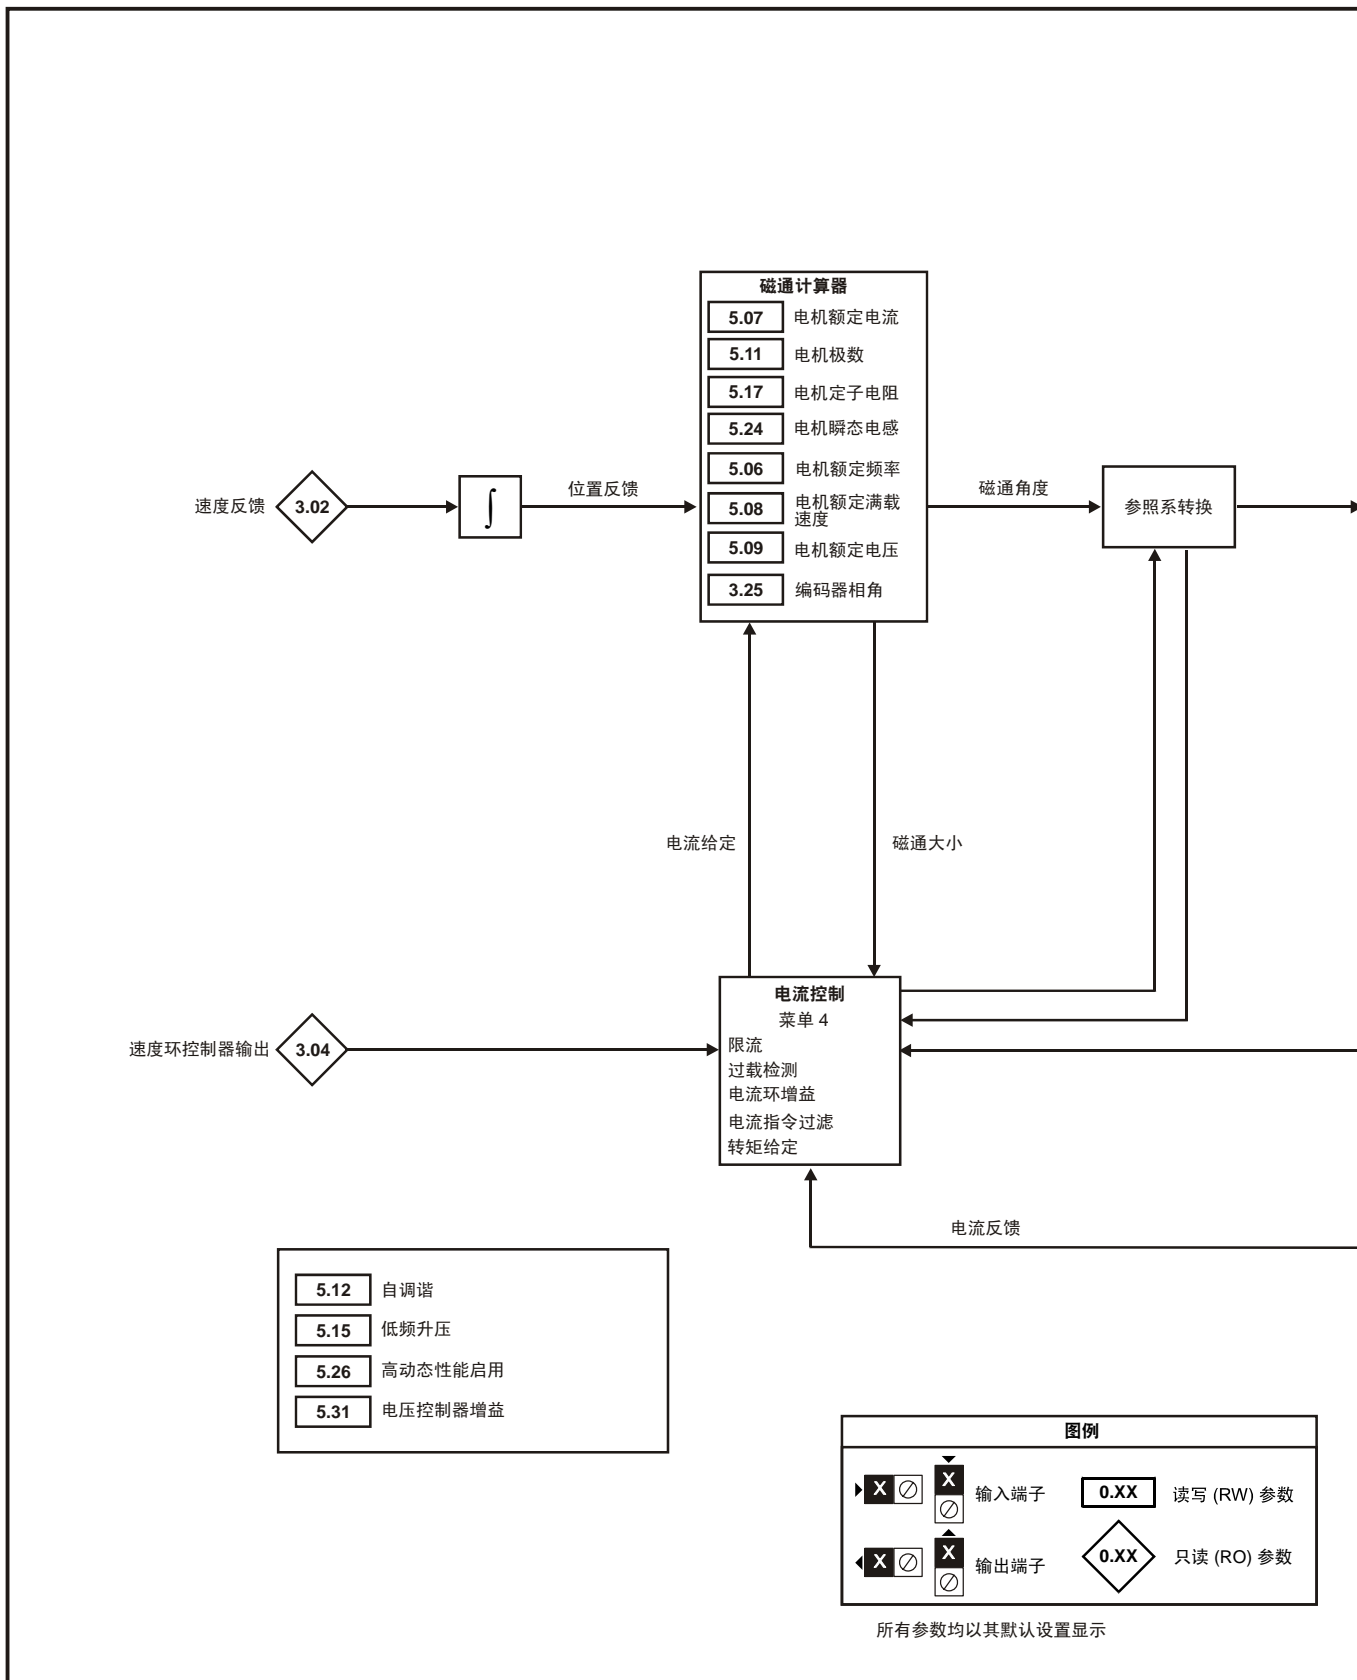 磁通计算器
5.07 电机额定电流
5.11 电机极数
5.17 电机定子电阻
5.24 电机瞬态电感
5.06 电机额定频率
5.08 电机额定满载
速度
5.09 电机额定电压
3.25 编码器相角
速度反馈 3.02
∫
位置反馈
磁通角度
参照系转换
电流给定
磁通大小
速度环控制器输出 3.04
电流控制
菜单 4
限流
过载检测
电流环增益
电流指令过滤
转矩给定
电流反馈
5.12 自调谐
5.15 低频升压
5.26 高动态性能启用
5.31 电压控制器增益
图例
X X 输入端子 0.XX 读写 (RW) 参数
X X 输出端子 0.XX 只读 (RO) 参数
所有参数均以其默认设置显示